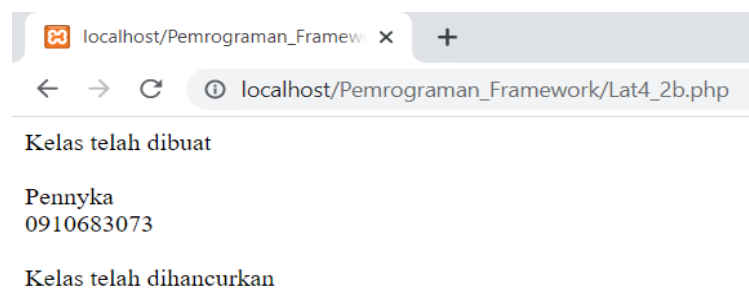 localhost/Pemrograman_Framew
localhost/Pemrograman_Framework/Lat4_2b.php
Kelas telah dibuat
Pennyka
0910683073
Kelas telah dihancurkan